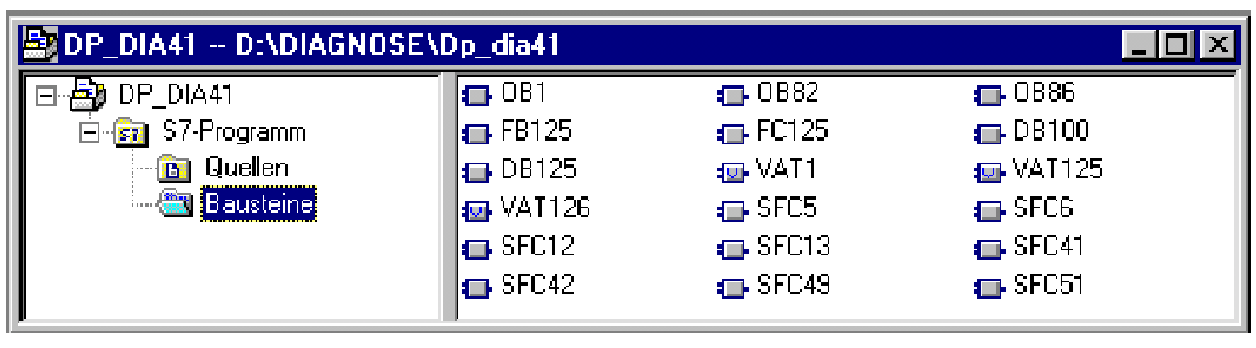 DP_DIA41 -- D:\DIAGNOSE\Dp_dia41
DP_DIA41
S7-Programm
Quellen
Bausteine
OB1 OB82 OB86
FB125 FC125 DB100
DB125 VAT1 VAT125
VAT126 SFC5 SFC6
SFC12 SFC13 SFC41
SFC42 SFC49 SFC51